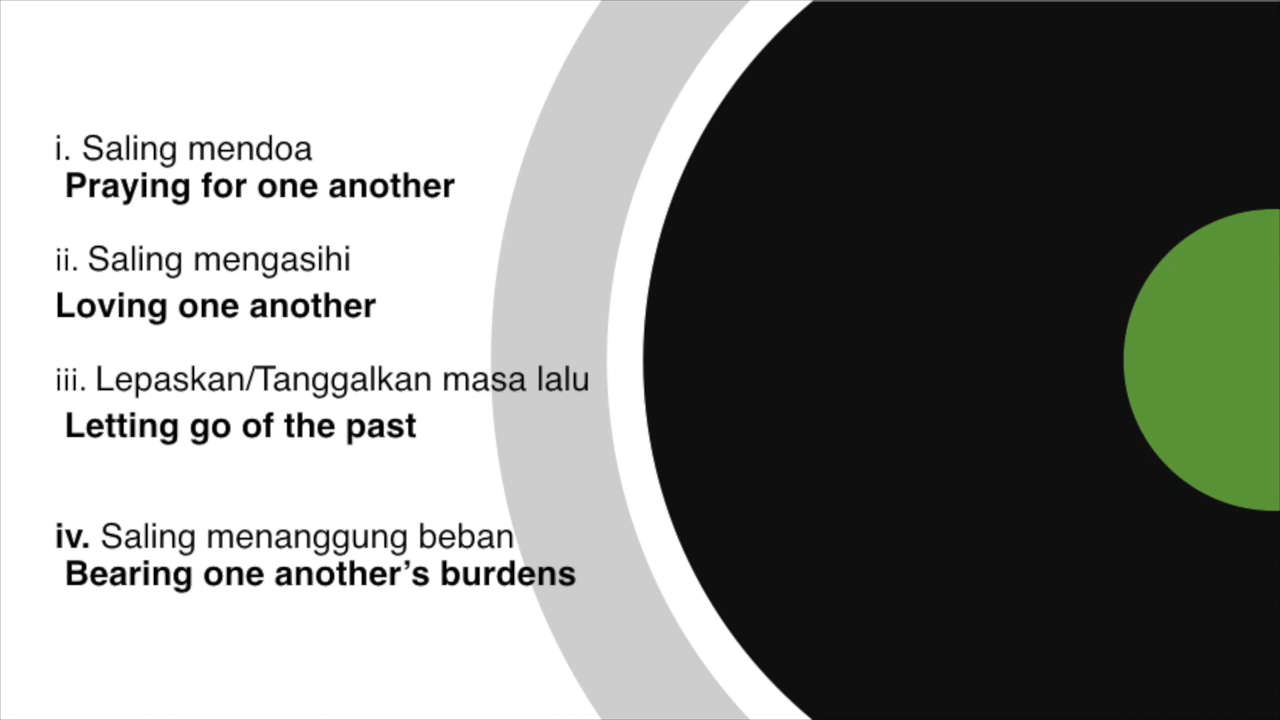 i. Saling mendoa
Praying for one another
ii. Saling mengasihi
Loving one another
iii. Lepaskan/Tanggalkan masa lalu
Letting go of the past
iv. Saling menanggung beban
Bearing one another’s burdens